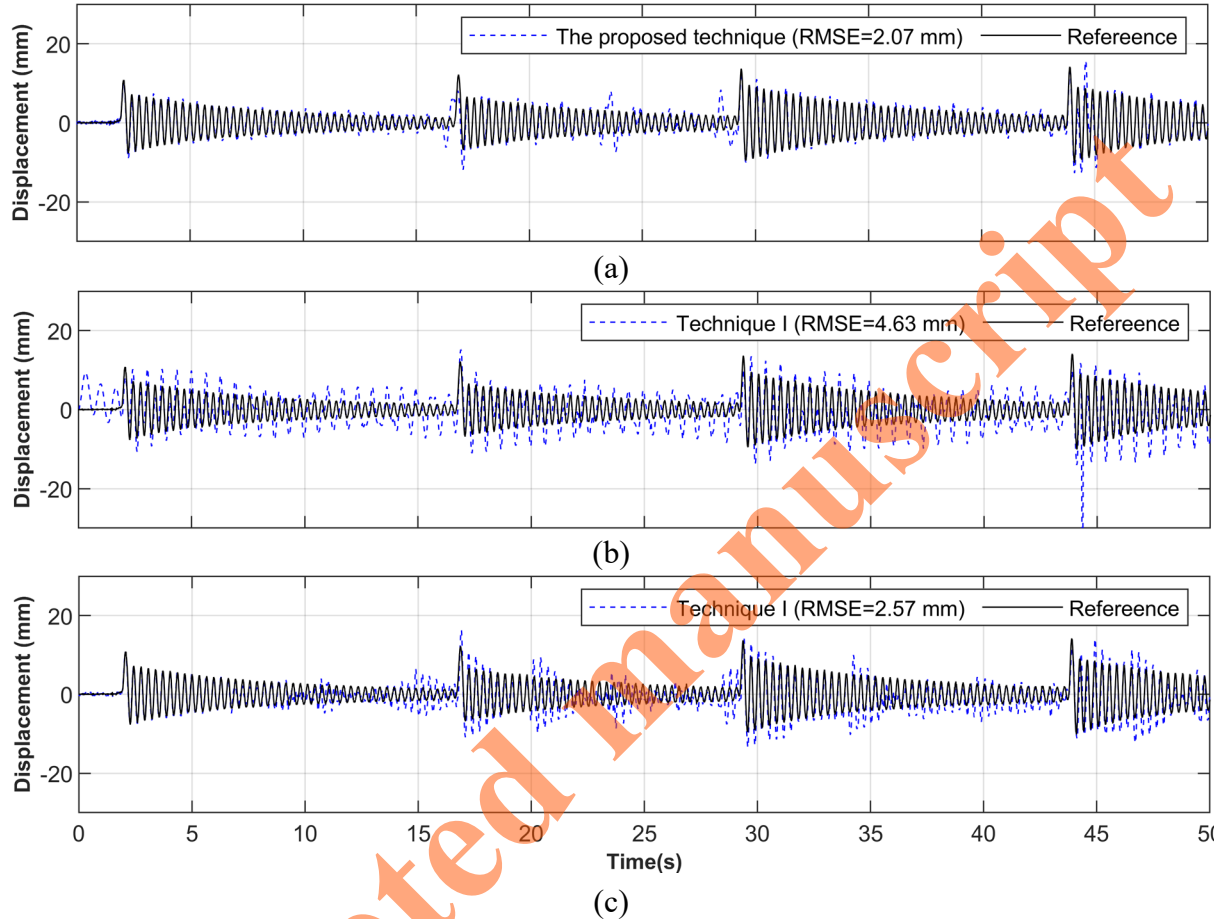 The proposed technique (RMSE=2.07 mm) Refereence
Displacement (mm)
20
0
-20
(a)
Technique I (RMSE=4.63 mm) Refereence
Displacement (mm)
20
0
-20
(b)
Technique I (RMSE=2.57 mm) Refereence
Displacement (mm)
20
0
-20
0 5 10 15 20 25 30 35 40 45 50
Time(s)
(c)
ted manuscript